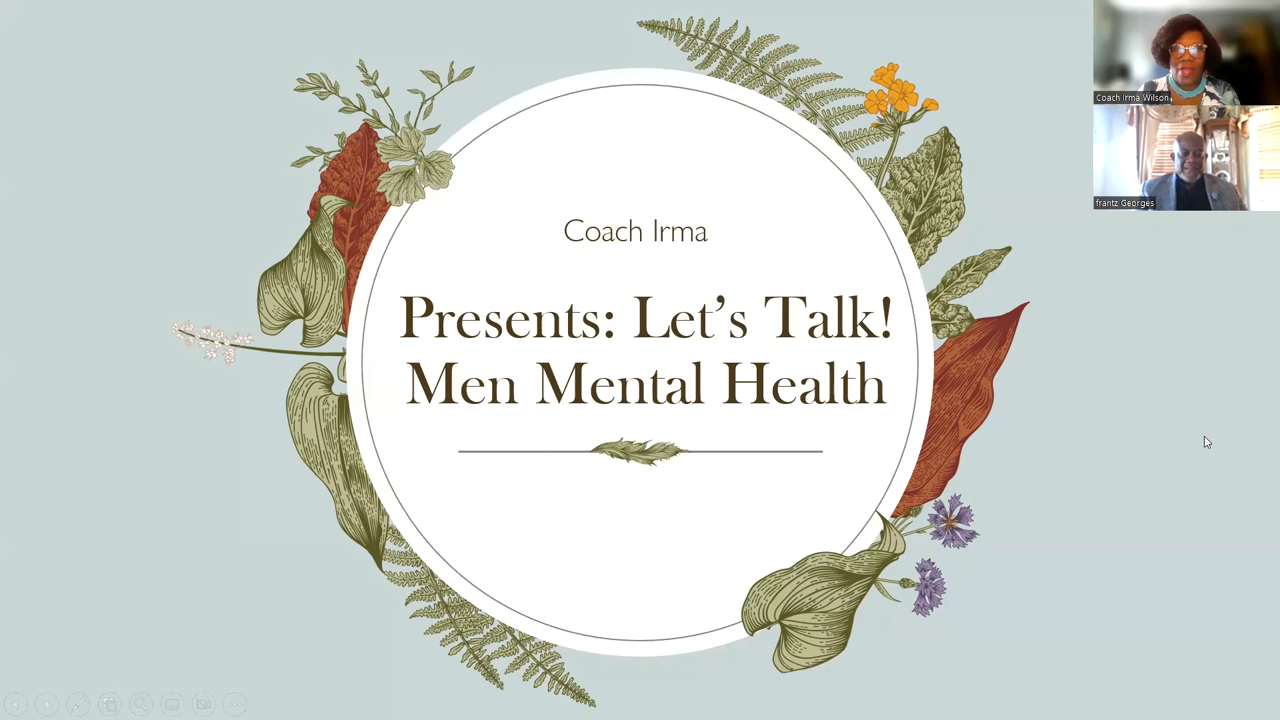 Coach Irma
Presents: Let’s Talk!
Men Mental Health
Coach Irma Wilson
frantz Georges